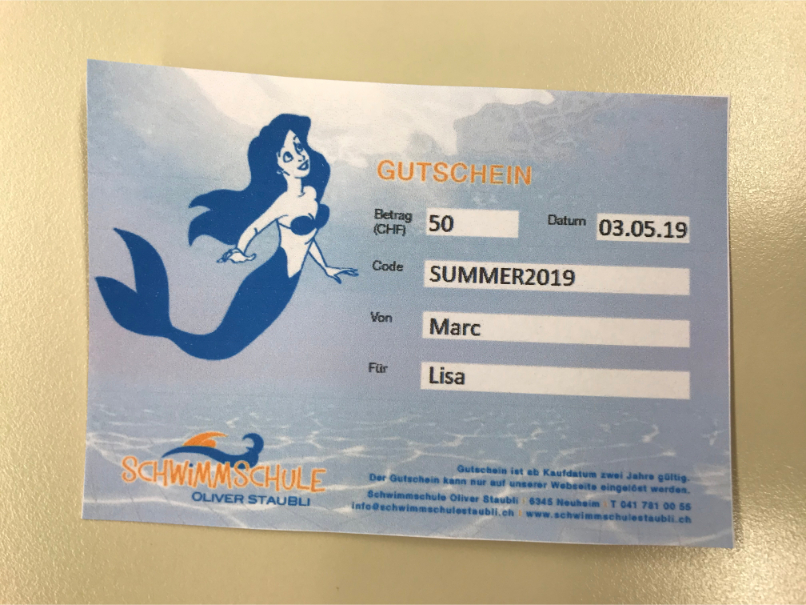 GUTSCHEIN
Betrag (CHF) 50 Datum 03.05.19
Code SUMMER2019
Von Marc
Für Lisa
SCHWiMMSCHULE
OLIVER STAUBLI
Gutschein ist ab Kaufdatum zwei Jahre gültig.
Der Gutschein kann nur auf unserer Webseite eingelöst werden.
Schwimmschule Oliver Staubli | 6345 Neuheim | T 041 781 00 55
info@schwimmschulestaubli.ch | www.schwimmschulestaubli.ch